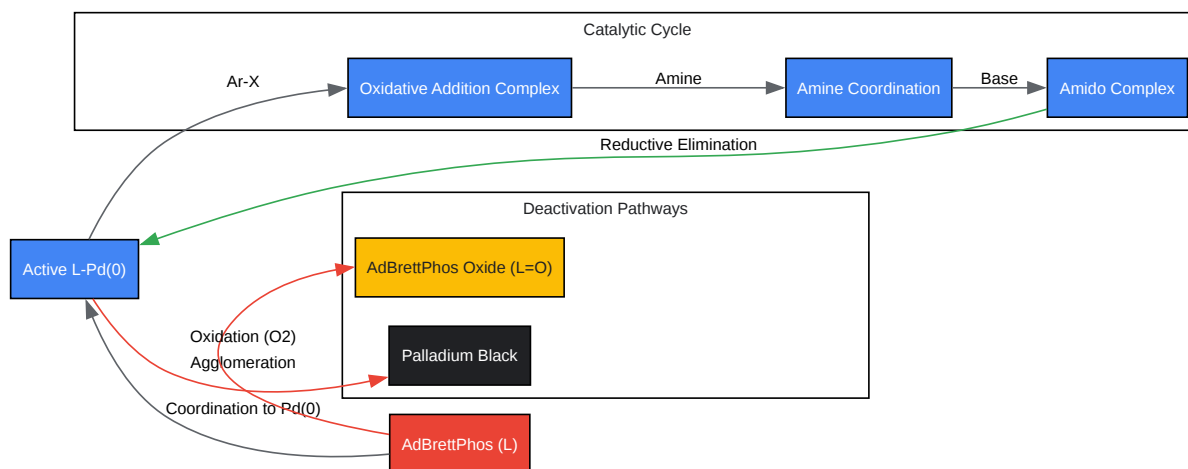 Catalytic Cycle
Ar-X
Oxidative Addition Complex
Amine
Amine Coordination
Base
Amido Complex
Reductive Elimination
Deactivation Pathways
Active L-Pd(0)
AdBrettPhos Oxide (L=O)
Oxidation (O2)
Agglomeration
Palladium Black
Coordination to Pd(0)
AdBrettPhos (L)